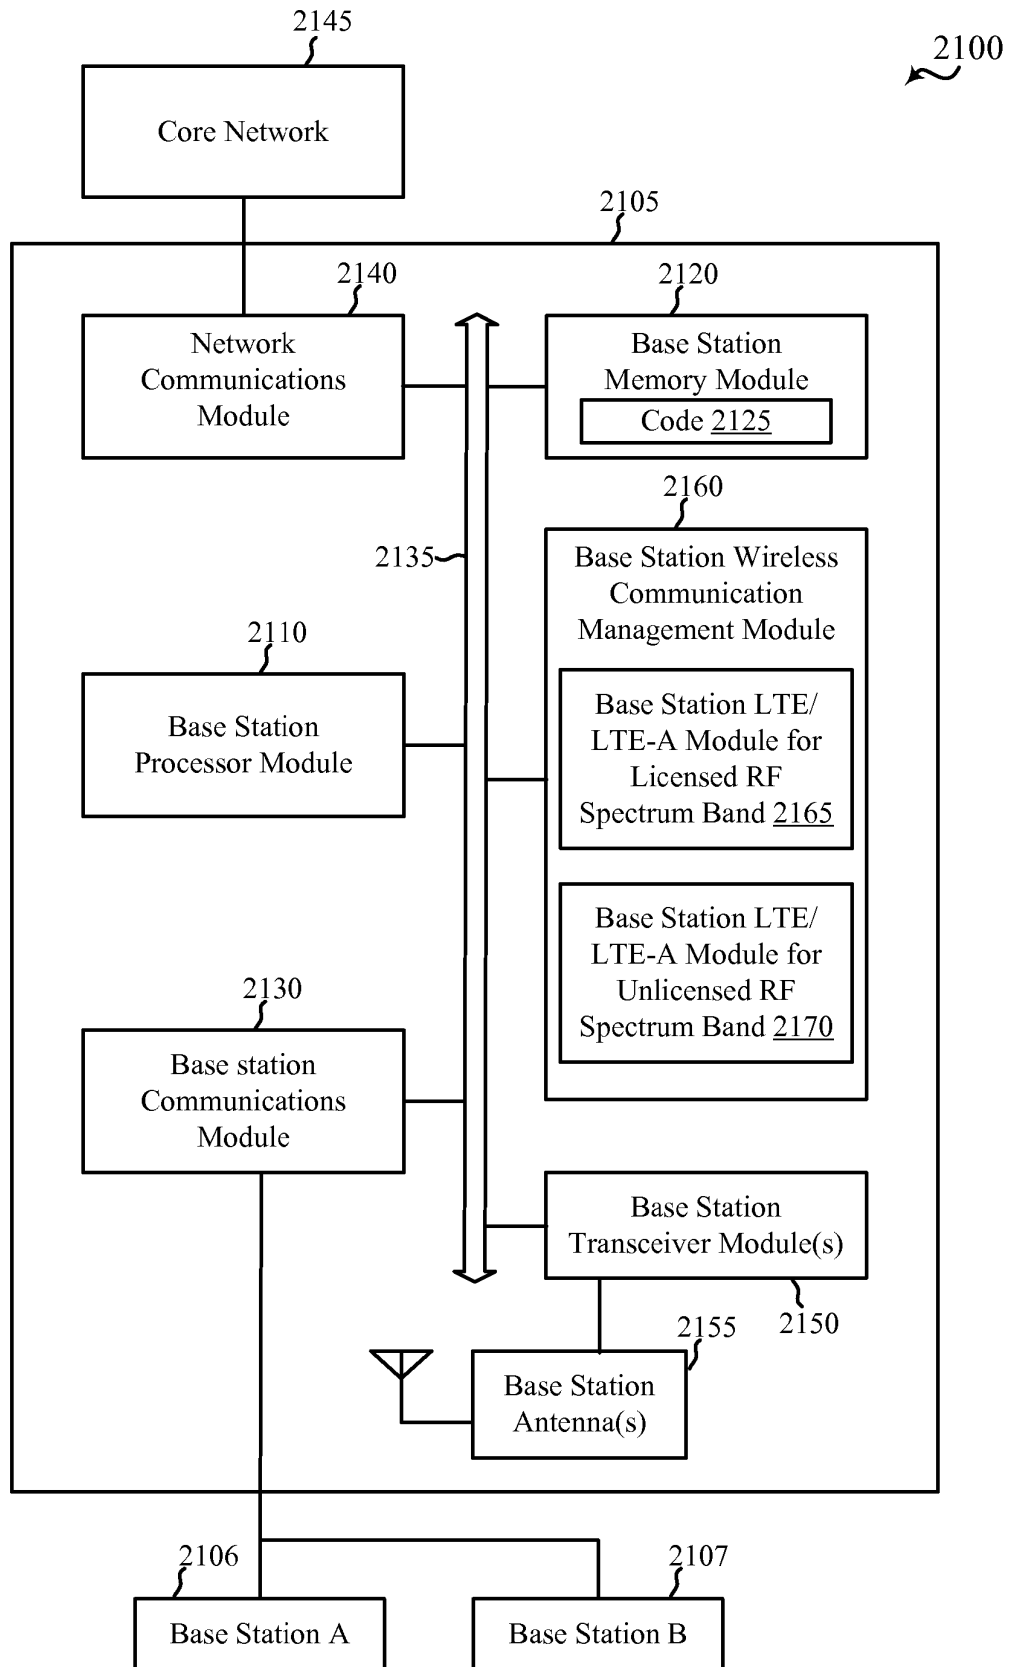 2145
2100
Core Network
2105
2140
2120
Network
Communications
Module
Base Station
Memory Module
Code 2125
2160
2135
Base Station Wireless
Communication
Management Module
2110
Base Station
Processor Module
Base Station LTE/
LTE-A Module for
Licensed RF
Spectrum Band 2165
Base Station LTE/
LTE-A Module for
Unlicensed RF
Spectrum Band 2170
2130
Base station
Communications
Module
Base Station
Transceiver Module(s)
2150
2155
Base Station
Antenna(s)
2106
2107
Base Station A
Base Station B